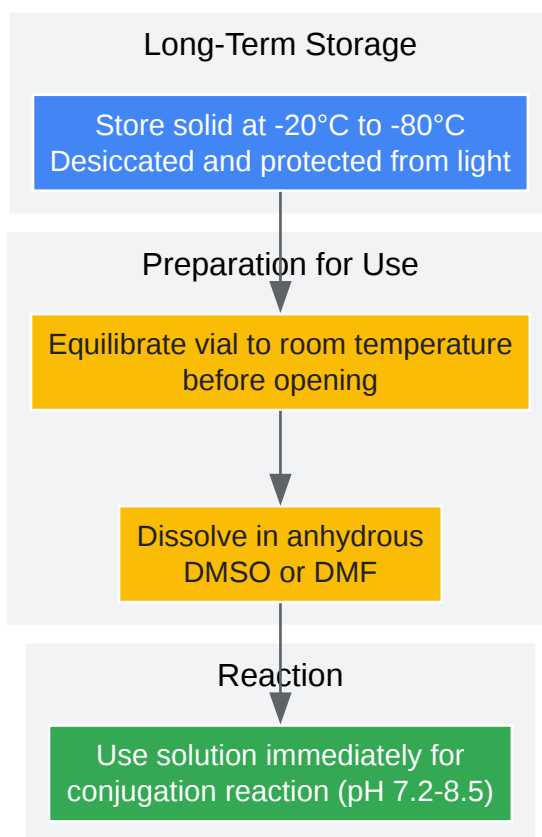 Long-Term Storage
Store solid at -20°C to -80°C
Desiccated and protected from light
Preparation for Use
Equilibrate vial to room temperature
before opening
Dissolve in anhydrous
DMSO or DMF
Reaction
Use solution immediately for
conjugation reaction (pH 7.2-8.5)